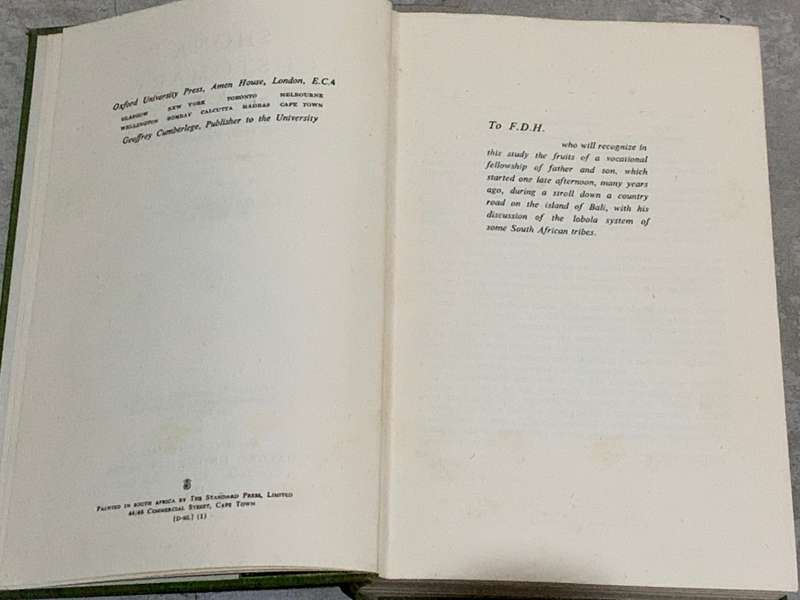 Oxford University Press, Amen House, London, E.C.4
GLASGOW NEW YORK TORONTO MELBOURNE
WELLINGTON BOMBAY CALCUTTA MADRAS CAPE TOWN
Geoffrey Cumberlege, Publisher to the University
PRINTED IN SOUTH AFRICA BY THE STANDARD PRESS, LIMITED
44/48 COMMERCIAL STREET, CAPE TOWN
To F.D.H.
who will recognize in
this study the fruits of a vocational
fellowship of father and son, which
started one late afternoon, many years
ago, during a stroll down a country
road on the island of Bali, with his
discussion of the lobola system of
some South African tribes.